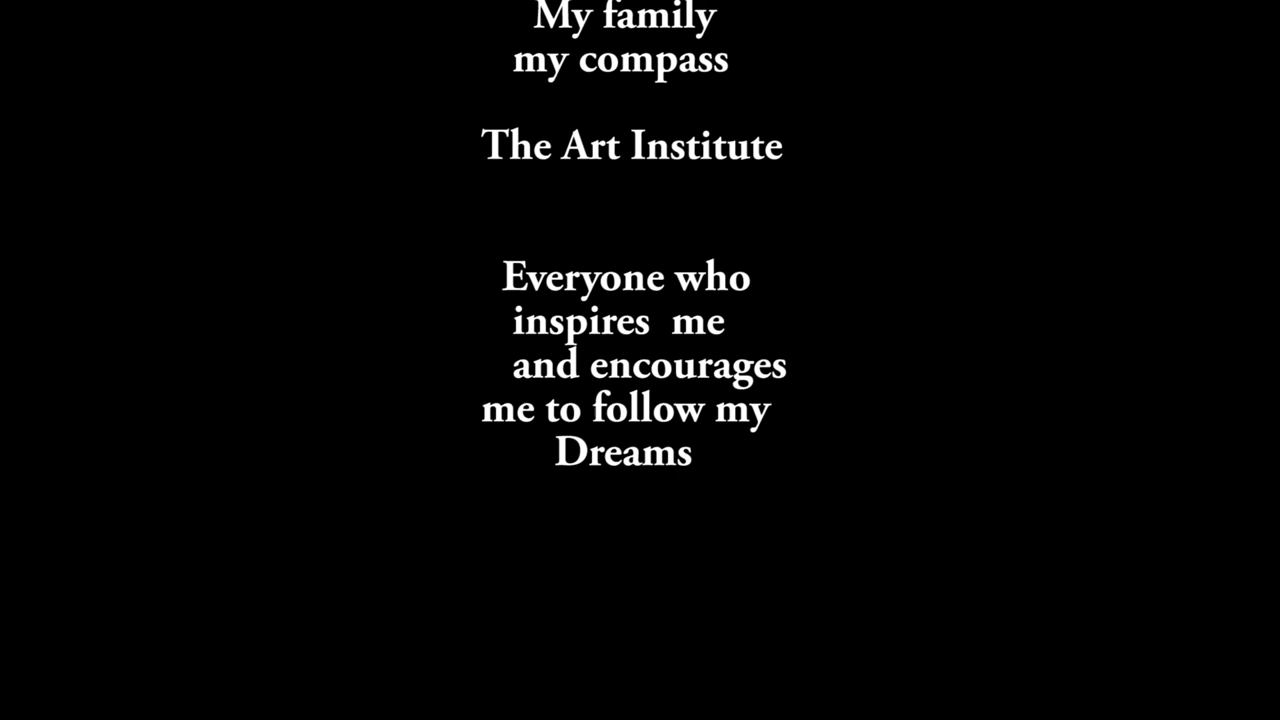 My family
my compass
The Art Institute
Everyone who
inspires  me
and encourages
me to follow my
Dreams